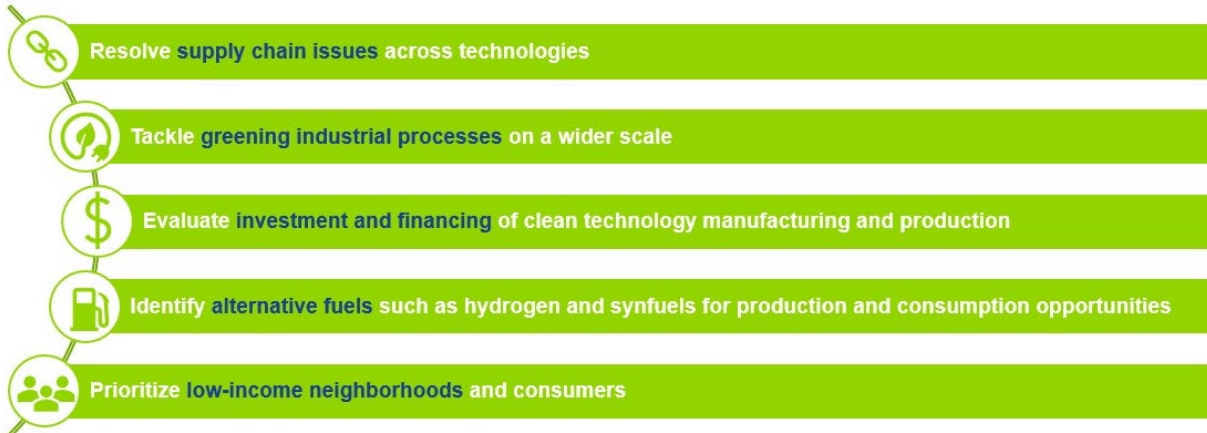 Resolve supply chain issues across technologies
Tackle greening industrial processes on a wider scale
Evaluate investment and financing of clean technology manufacturing and production
Identify alternative fuels such as hydrogen and synfuels for production and consumption opportunities
Prioritize low-income neighborhoods and consumers